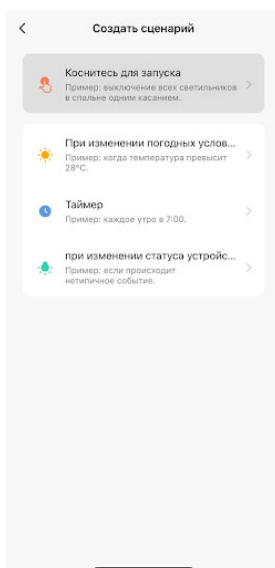 Создать сценарий
Коснитесь для запуска
Пример: выключение всех светильников
в спальне одним касанием.
При изменении погодных услов...
Пример: когда температура превысит
28°C.
Таймер
Пример: каждое утро в 7:00.
при изменении статуса устройс...
Пример: если происходит
нетипичное событие.